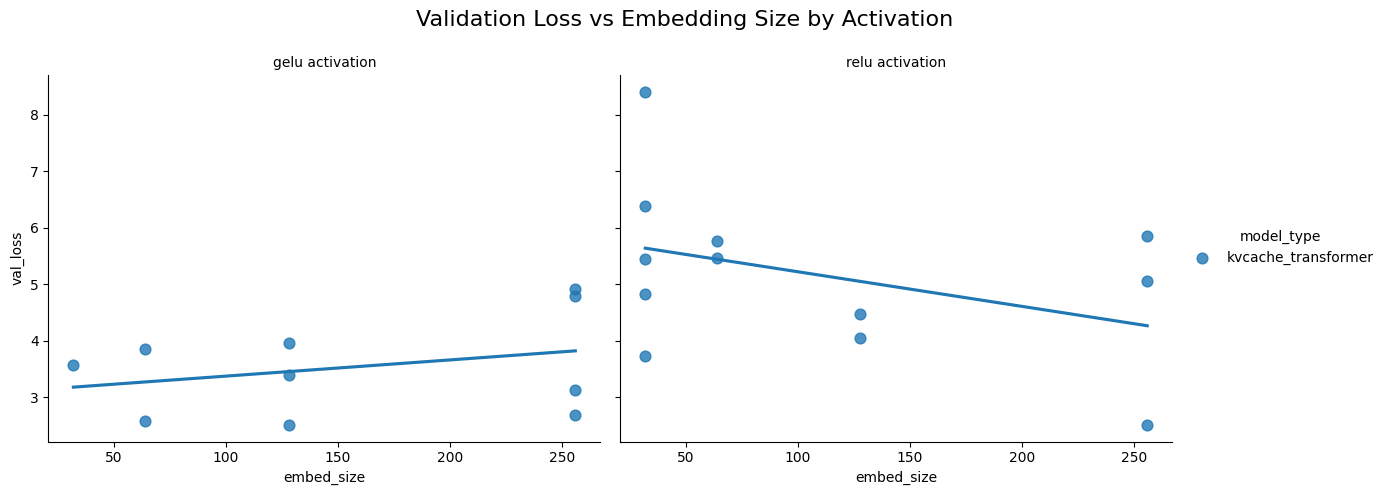 Validation Loss vs Embedding Size by Activation
gelu activation
relu activation
8
7
6
5
4
3
val_loss
50 100 150 200 250
embed_size
50 100 150 200 250
embed_size
model_type
kvcache_transformer